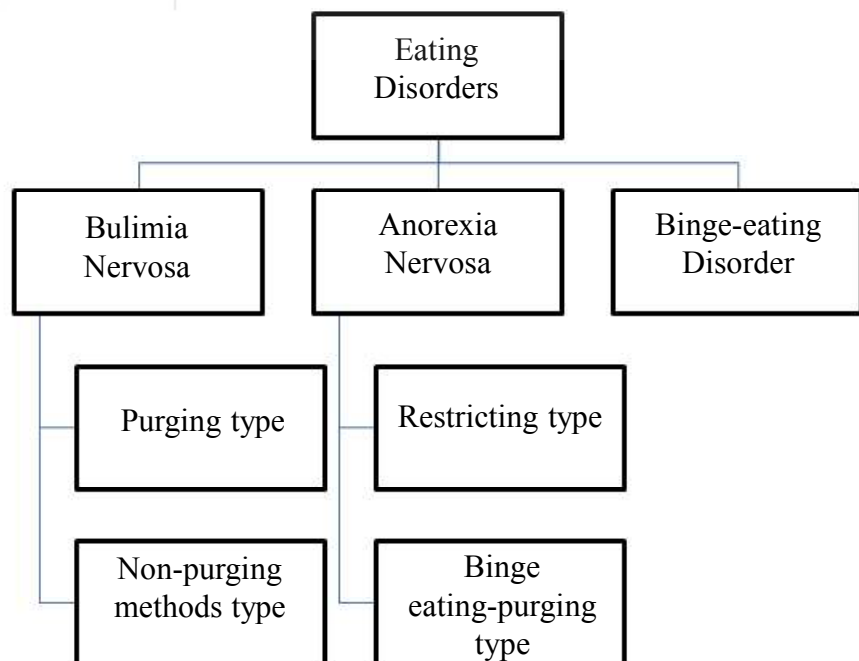 Eating
Disorders
Bulimia
Nervosa
Anorexia
Nervosa
Binge-eating
Disorder
Purging type
Restricting type
Non-purging
methods type
Binge
eating-purging
type